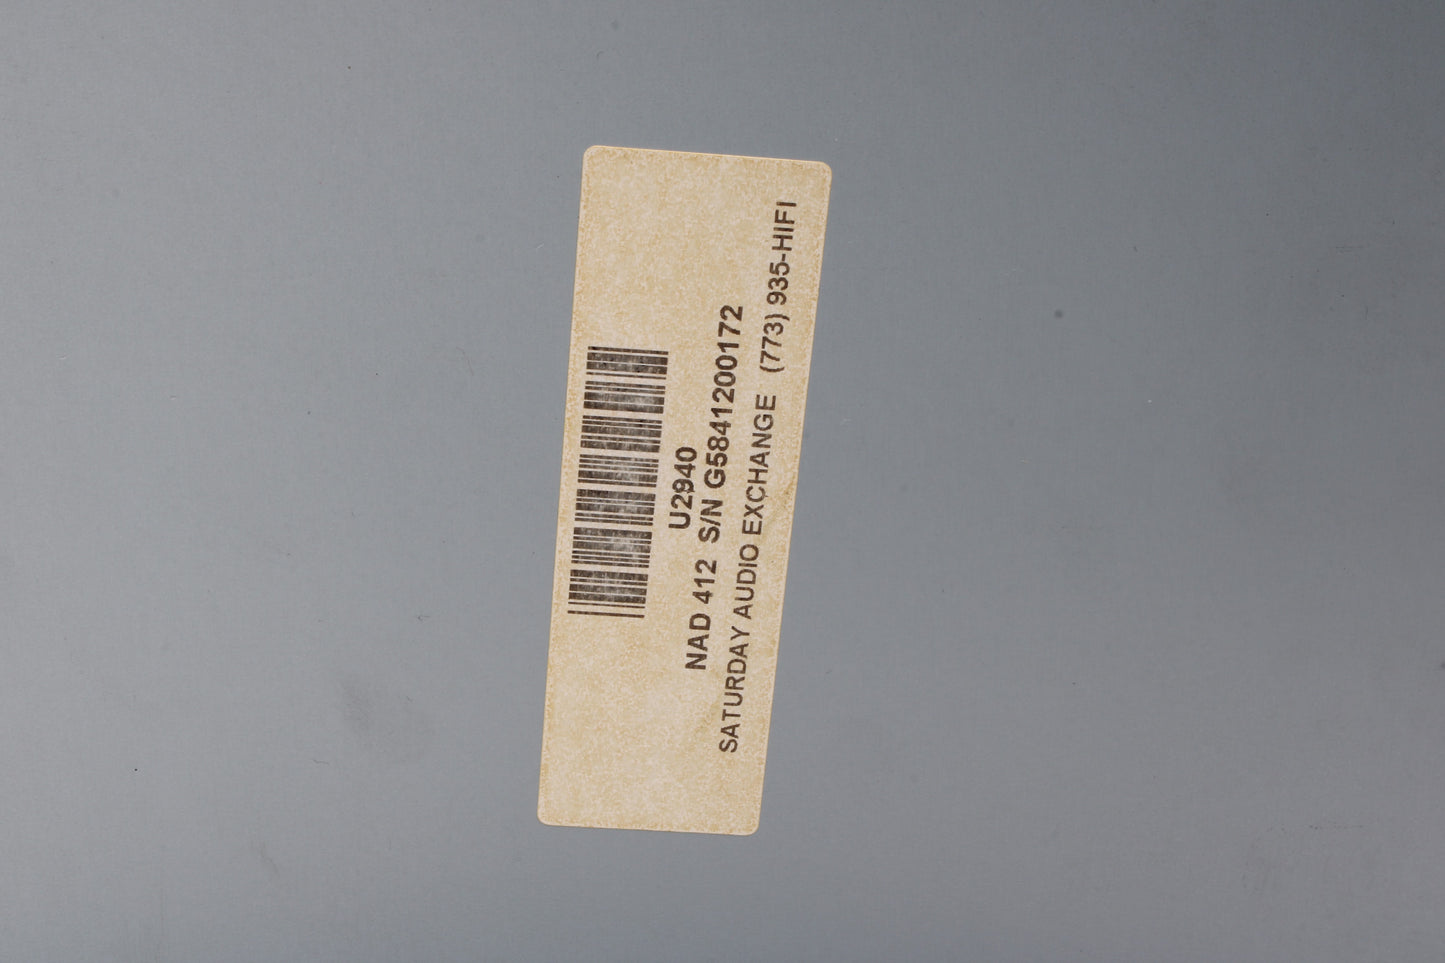 U2940
NAD 412 S/N G5841200172
SATURDAY AUDIO EXCHANGE (773) 935-HIFI